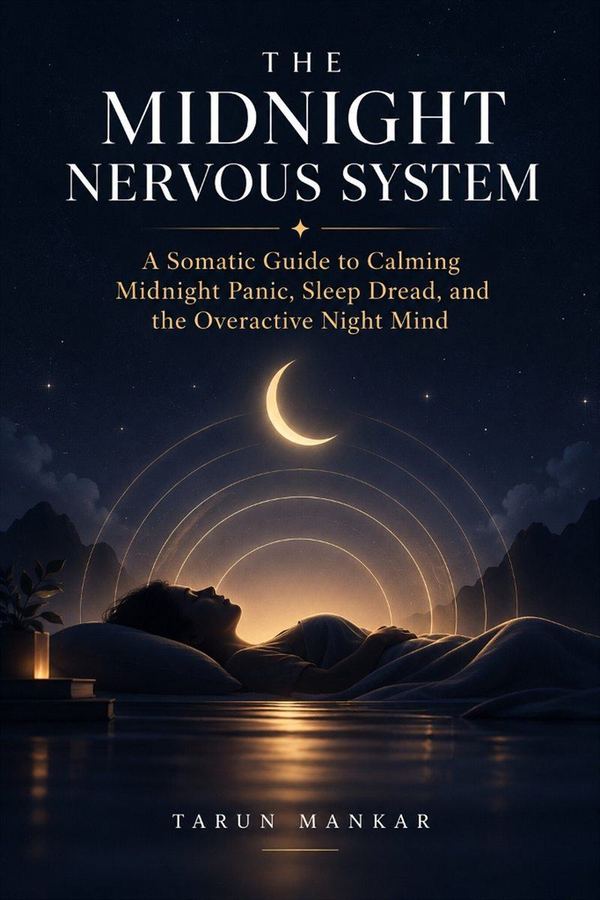 THE
MIDNIGHT
NERVOUS SYSTEM
A Somatic Guide to Calming
Midnight Panic, Sleep Dread, and
the Overactive Night Mind
TARUN MANKAR